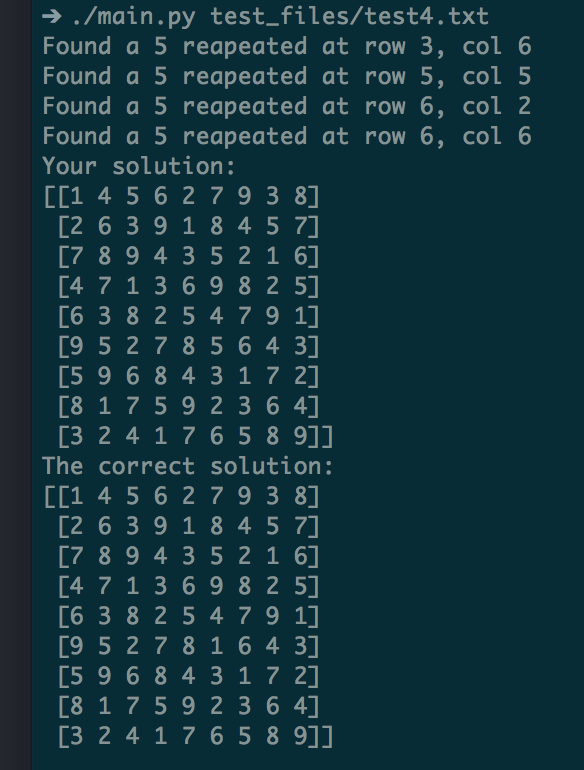 ➔ ./main.py test_files/test4.txt
Found a 5 reapeated at row 3, col 6
Found a 5 reapeated at row 5, col 5
Found a 5 reapeated at row 6, col 2
Found a 5 reapeated at row 6, col 6
Your solution:
[[1 4 5 6 2 7 9 3 8]
[2 6 3 9 1 8 4 5 7]
[7 8 9 4 3 5 2 1 6]
[4 7 1 3 6 9 8 2 5]
[6 3 8 2 5 4 7 9 1]
[9 5 2 7 8 5 6 4 3]
[5 9 6 8 4 3 1 7 2]
[8 1 7 5 9 2 3 6 4]
[3 2 4 1 7 6 5 8 9]]
The correct solution:
[[1 4 5 6 2 7 9 3 8]
[2 6 3 9 1 8 4 5 7]
[7 8 9 4 3 5 2 1 6]
[4 7 1 3 6 9 8 2 5]
[6 3 8 2 5 4 7 9 1]
[9 5 2 7 8 1 6 4 3]
[5 9 6 8 4 3 1 7 2]
[8 1 7 5 9 2 3 6 4]
[3 2 4 1 7 6 5 8 9]]